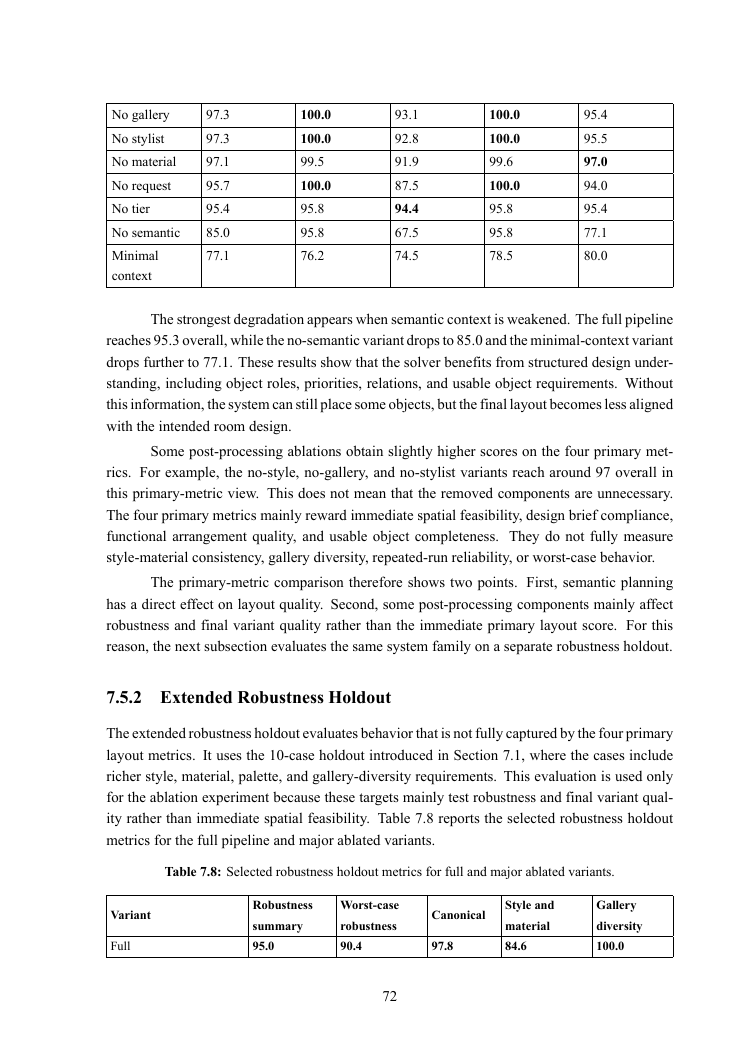 No gallery 97.3 100.0 93.1 100.0 95.4
No stylist 97.3 100.0 92.8 100.0 95.5
No material 97.1 99.5 91.9 99.6 97.0
No request 95.7 100.0 87.5 100.0 94.0
No tier 95.4 95.8 94.4 95.8 95.4
No semantic 85.0 95.8 67.5 95.8 77.1
Minimal context 77.1 76.2 74.5 78.5 80.0
The strongest degradation appears when semantic context is weakened. The full pipeline
reaches 95.3 overall, while the no-semantic variant drops to 85.0 and the minimal-context variant
drops further to 77.1. These results show that the solver benefits from structured design under-
standing, including object roles, priorities, relations, and usable object requirements. Without
this information, the system can still place some objects, but the final layout becomes less aligned
with the intended room design.
Some post-processing ablations obtain slightly higher scores on the four primary met-
rics. For example, the no-style, no-gallery, and no-stylist variants reach around 97 overall in
this primary-metric view. This does not mean that the removed components are unnecessary.
The four primary metrics mainly reward immediate spatial feasibility, design brief compliance,
functional arrangement quality, and usable object completeness. They do not fully measure
style-material consistency, gallery diversity, repeated-run reliability, or worst-case behavior.
The primary-metric comparison therefore shows two points. First, semantic planning
has a direct effect on layout quality. Second, some post-processing components mainly affect
robustness and final variant quality rather than the immediate primary layout score. For this
reason, the next subsection evaluates the same system family on a separate robustness holdout.
7.5.2 Extended Robustness Holdout
The extended robustness holdout evaluates behavior that is not fully captured by the four primary
layout metrics. It uses the 10-case holdout introduced in Section 7.1, where the cases include
richer style, material, palette, and gallery-diversity requirements. This evaluation is used only
for the ablation experiment because these targets mainly test robustness and final variant qual-
ity rather than immediate spatial feasibility. Table 7.8 reports the selected robustness holdout
metrics for the full pipeline and major ablated variants.
Table 7.8: Selected robustness holdout metrics for full and major ablated variants.
Variant Robustness summary Worst-case robustness Canonical Style and material Gallery diversity
Full 95.0 90.4 97.8 84.6 100.0
72